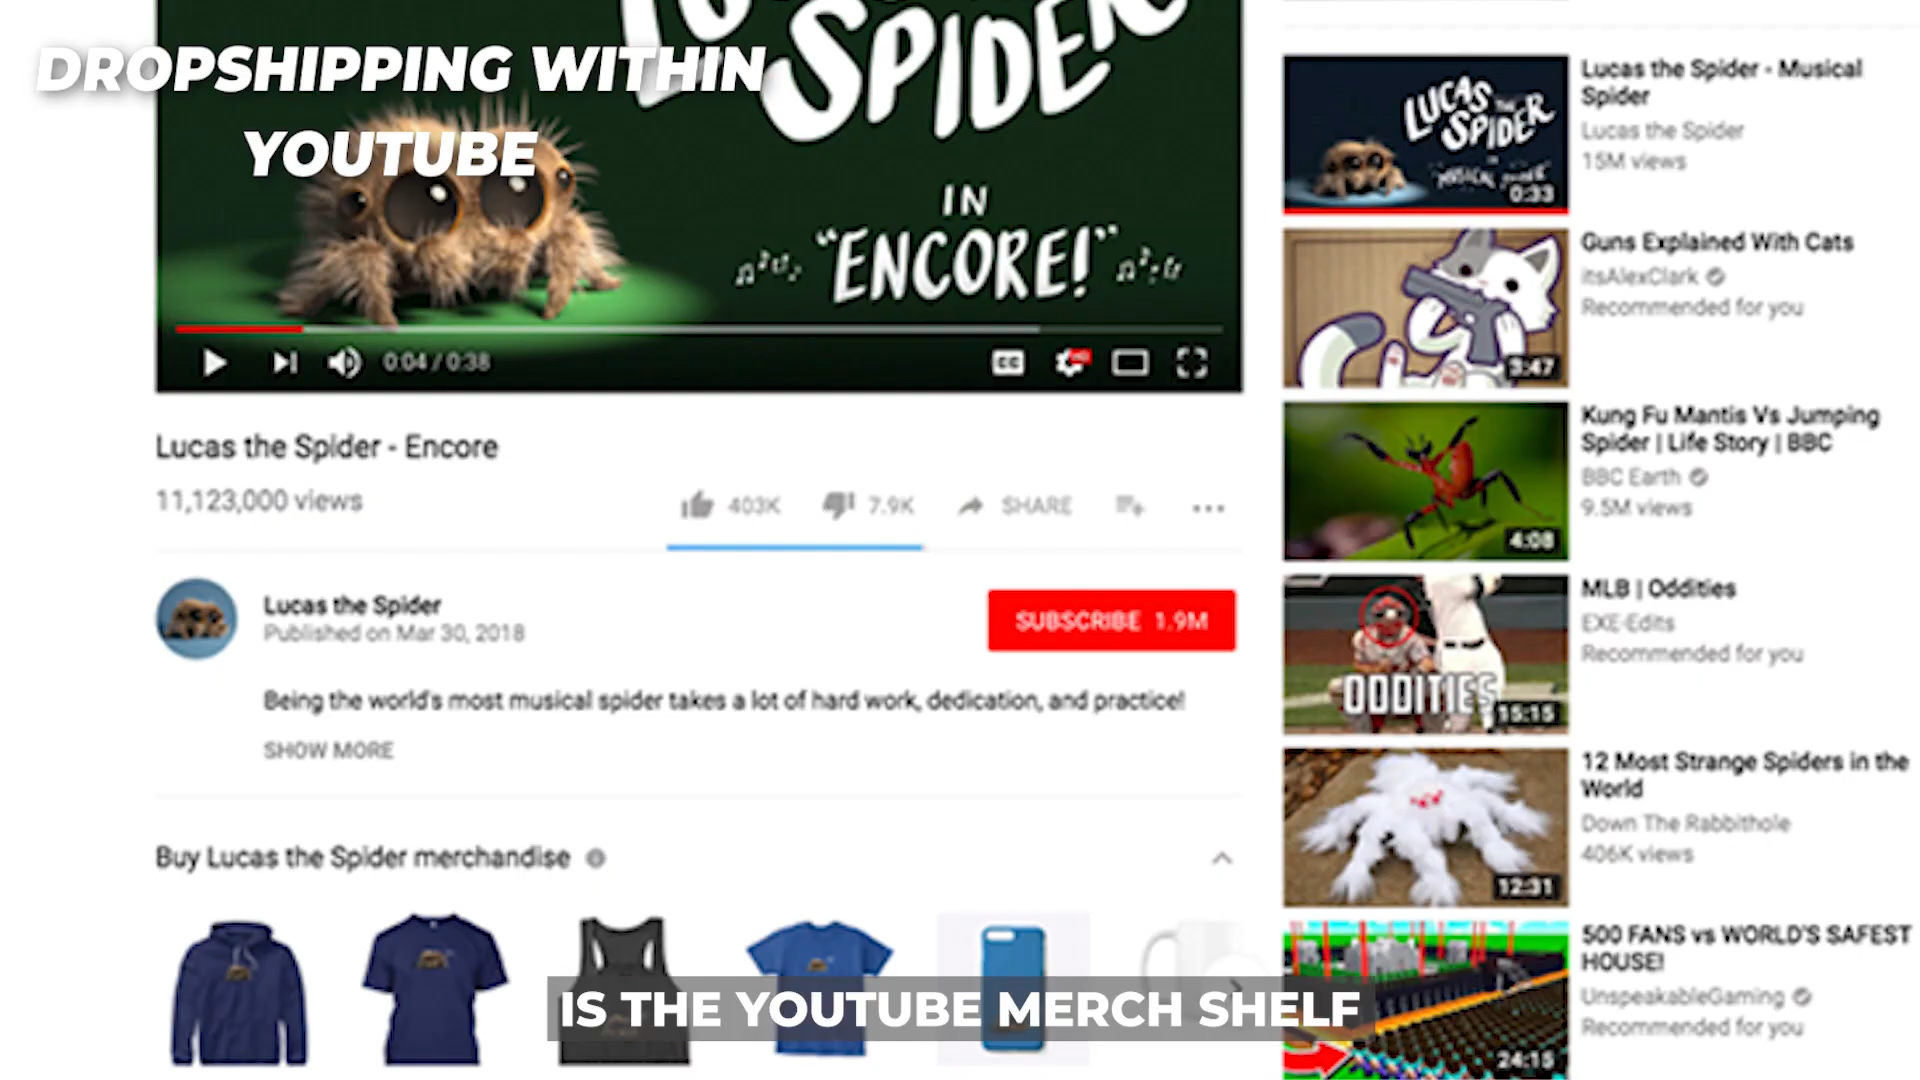 DROPSHIPPING WITHIN
YOUTUBE
SPIDER
IN
"ENCORE!"
0:04 / 0:38
CC
HD
Lucas the Spider - Encore
11,123,000 views
403K
7.9K
SHARE
Lucas the Spider
Published on Mar 30, 2018
SUBSCRIBE 1.9M
Being the world's most musical spider takes a lot of hard work, dedication, and practice!
SHOW MORE
Buy Lucas the Spider merchandise
IS THE YOUTUBE MERCH SHELF
LUCAS THE
SPIDER
0:33
Lucas the Spider - Musical
Spider
Lucas the Spider
15M views
3:47
Guns Explained With Cats
itsAlexClark
Recommended for you
4:08
Kung Fu Mantis Vs Jumping
Spider | Life Story | BBC
BBC Earth
9.5M views
ODDITIES
15:15
MLB | Oddities
EXE-Edits
Recommended for you
12:31
12 Most Strange Spiders in the
World
Down The Rabbithole
406K views
24:15
500 FANS vs WORLD'S SAFEST
HOUSE!
UnspeakableGaming
Recommended for you